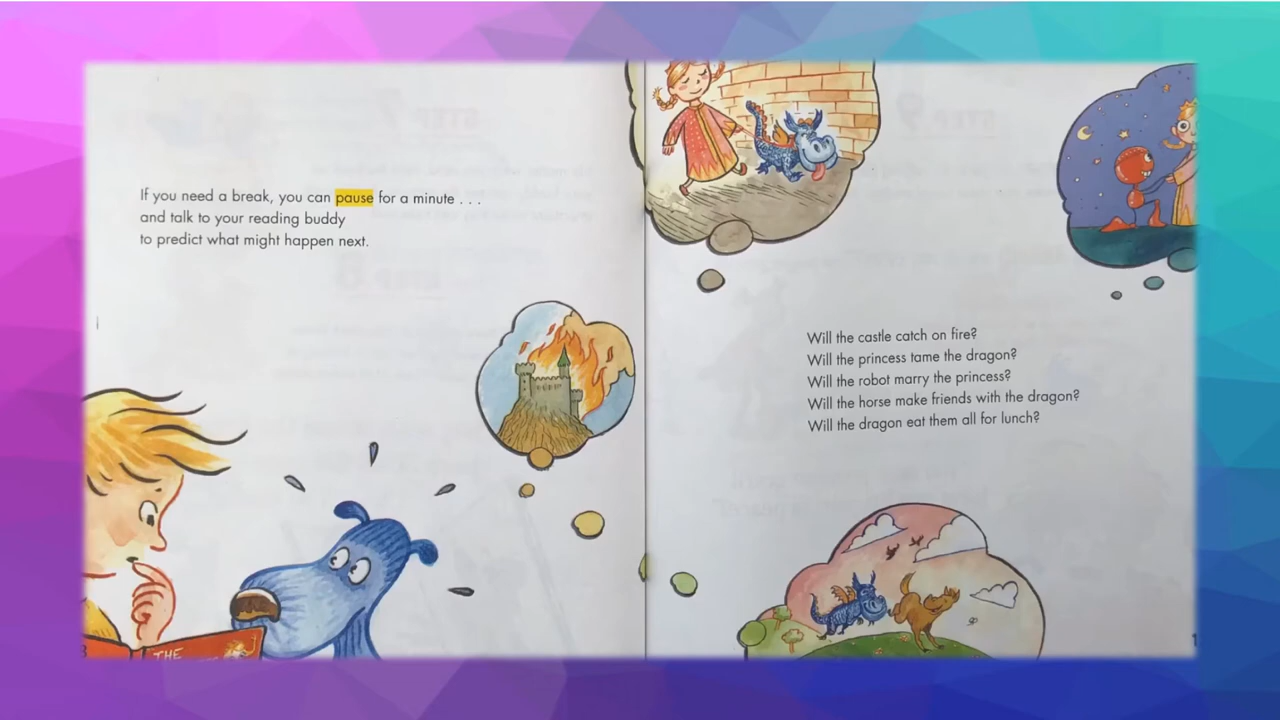 If you need a break, you can pause for a minute . . .
and talk to your reading buddy
to predict what might happen next.
THE
Will the castle catch on fire?
Will the princess tame the dragon?
Will the robot marry the princess?
Will the horse make friends with the dragon?
Will the dragon eat them all for lunch?